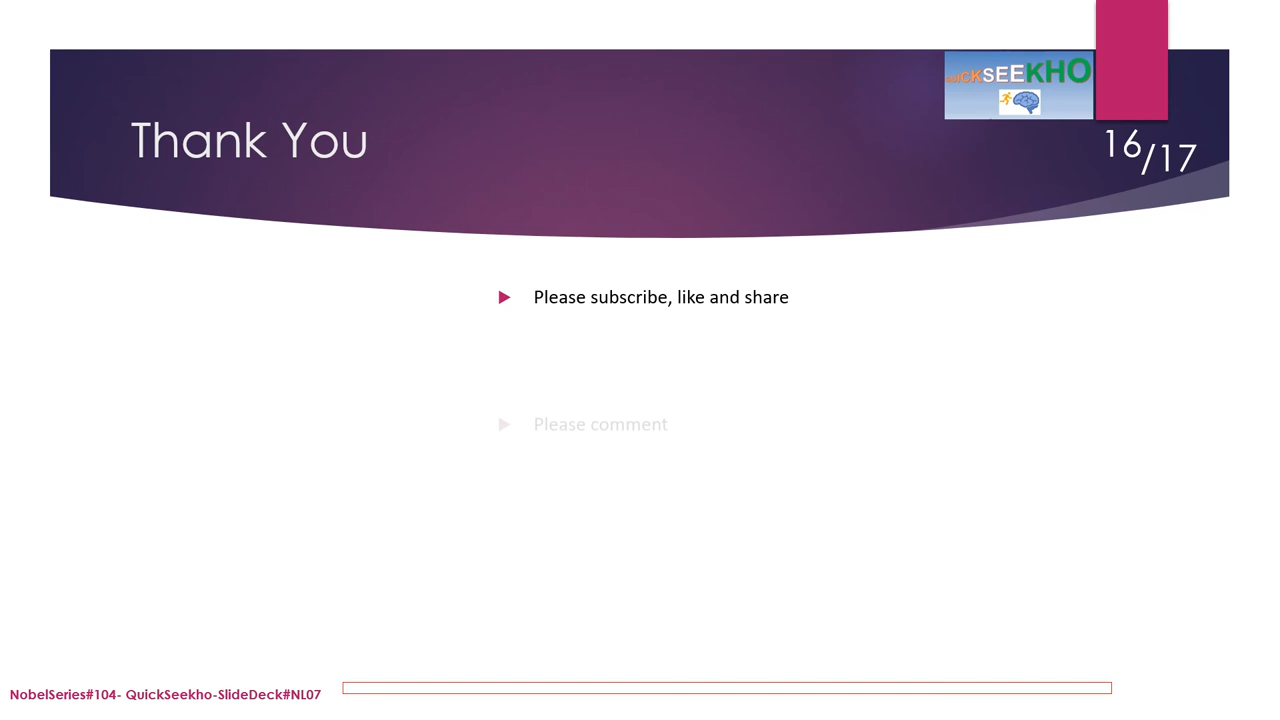 QUICKSEEKHO
Thank You
16/17
Please subscribe, like and share
Please comment
NobelSeries#104- QuickSeekho-SlideDeck#NL07